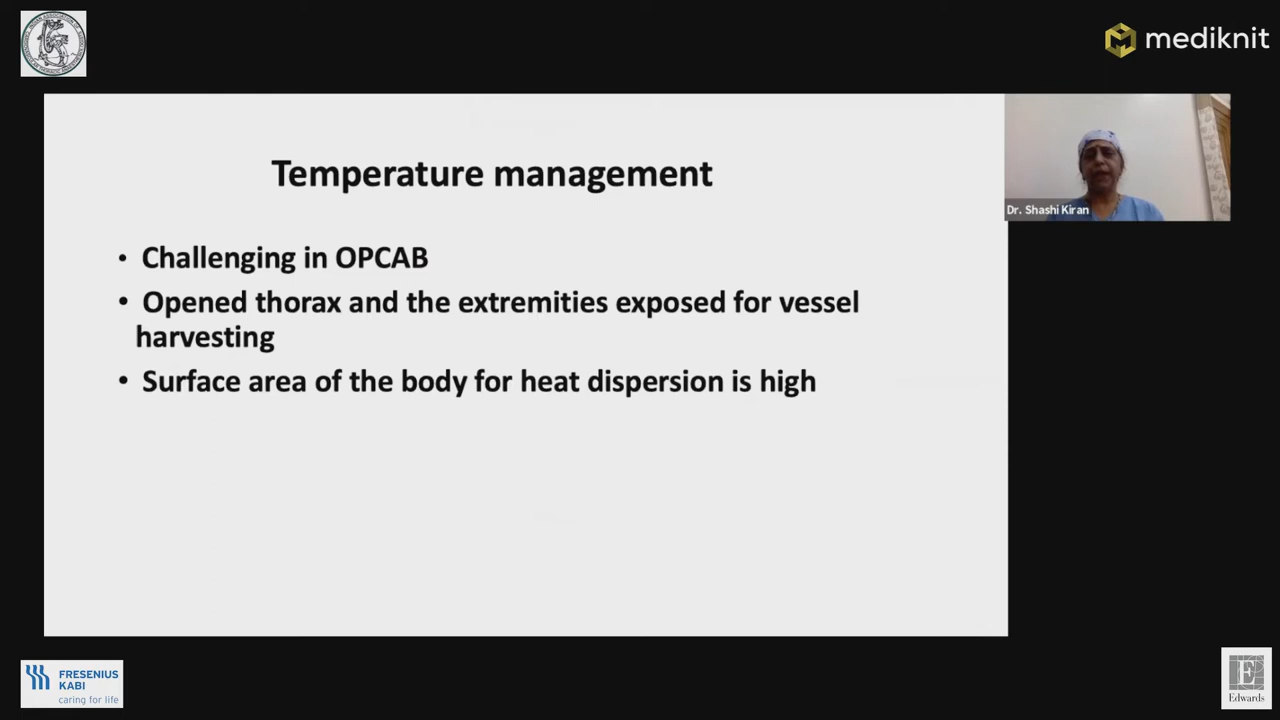 mediknit
Temperature management
• Challenging in OPCAB
• Opened thorax and the extremities exposed for vessel
harvesting
• Surface area of the body for heat dispersion is high
Dr. Shashi Kiran
FRESENIUS
KABI
caring for life
E
Edwards